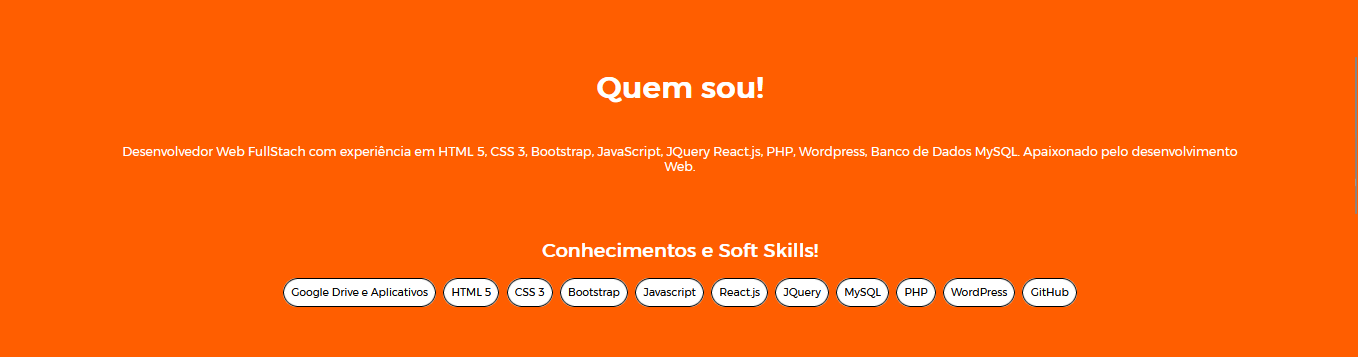 Quem sou!
Desenvolvedor Web FullStach com experiência em HTML 5, CSS 3, Bootstrap, JavaScript, JQuery React.js, PHP, Wordpress, Banco de Dados MySQL. Apaixonado pelo desenvolvimento
Web.
Conhecimentos e Soft Skills!
Google Drive e Aplicativos HTML 5 CSS 3 Bootstrap Javascript React.js JQuery MySQL PHP WordPress GitHub